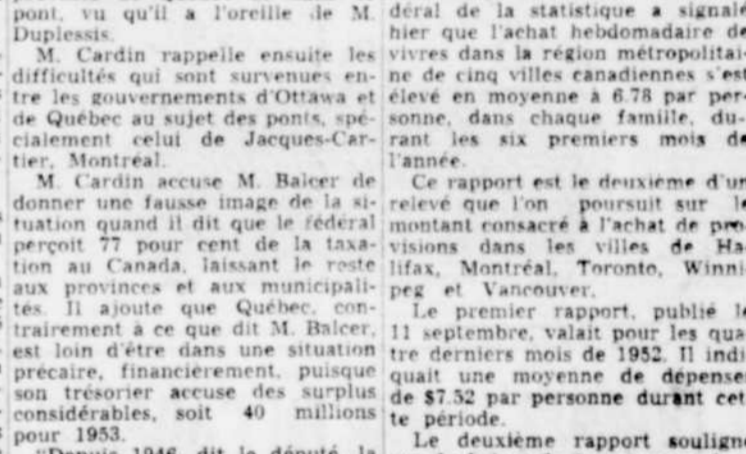 pont, vu qu'il a l'oreille de M.
Duplessis.
M. Cardin rappelle ensuite les
difficultés qui sont survenues en-
tre les gouvernements d'Ottawa et
de Québec au sujet des ponts, spé-
cialement celui de Jacques-Car-
tier, Montréal.
M. Cardin accuse M. Balcer de
donner une fausse image de la si-
tuation quand il dit que le fédéral
perçoit 77 pour cent de la taxa-
tion au Canada, laissant le reste
aux provinces et aux municipali-
tés. Il ajoute que Québec, con-
trairement à ce que dit M. Balcer,
est loin d'être dans une situation
précaire, financièrement, puisque
son trésorier accuse des surplus
considérables, soit 40 millions
pour 1953.
"Depuis 1946, dit le député, la
déral de la statistique a signalé
hier que l'achat hebdomadaire de
vivres dans la région métropolitai-
ne de cinq villes canadiennes s'est
élevé en moyenne à 6.78 par per-
sonne, dans chaque famille, du-
rant les six premiers mois de
l'année.
Ce rapport est le deuxième d'un
relevé que l'on poursuit sur le
montant consacré à l'achat de pro-
visions dans les villes de Ha-
lifax, Montréal, Toronto, Winni-
peg et Vancouver.
Le premier rapport, publié le
11 septembre, valait pour les qua-
tre derniers mois de 1952. Il indi-
quait une moyenne de dépenses
de $7.52 par personne durant cet-
te période.
Le deuxième rapport souligne